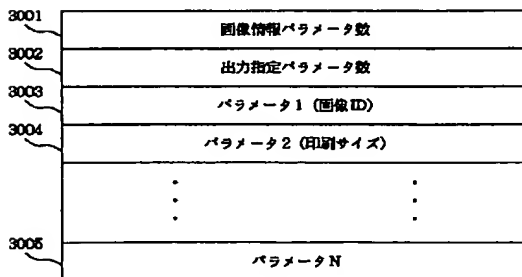 3001 画像情報パラメータ数
3002 出力指定パラメータ数
3003 パラメータ1 (画像ID)
3004 パラメータ2 (印刷サイズ)
3005 パラメータN